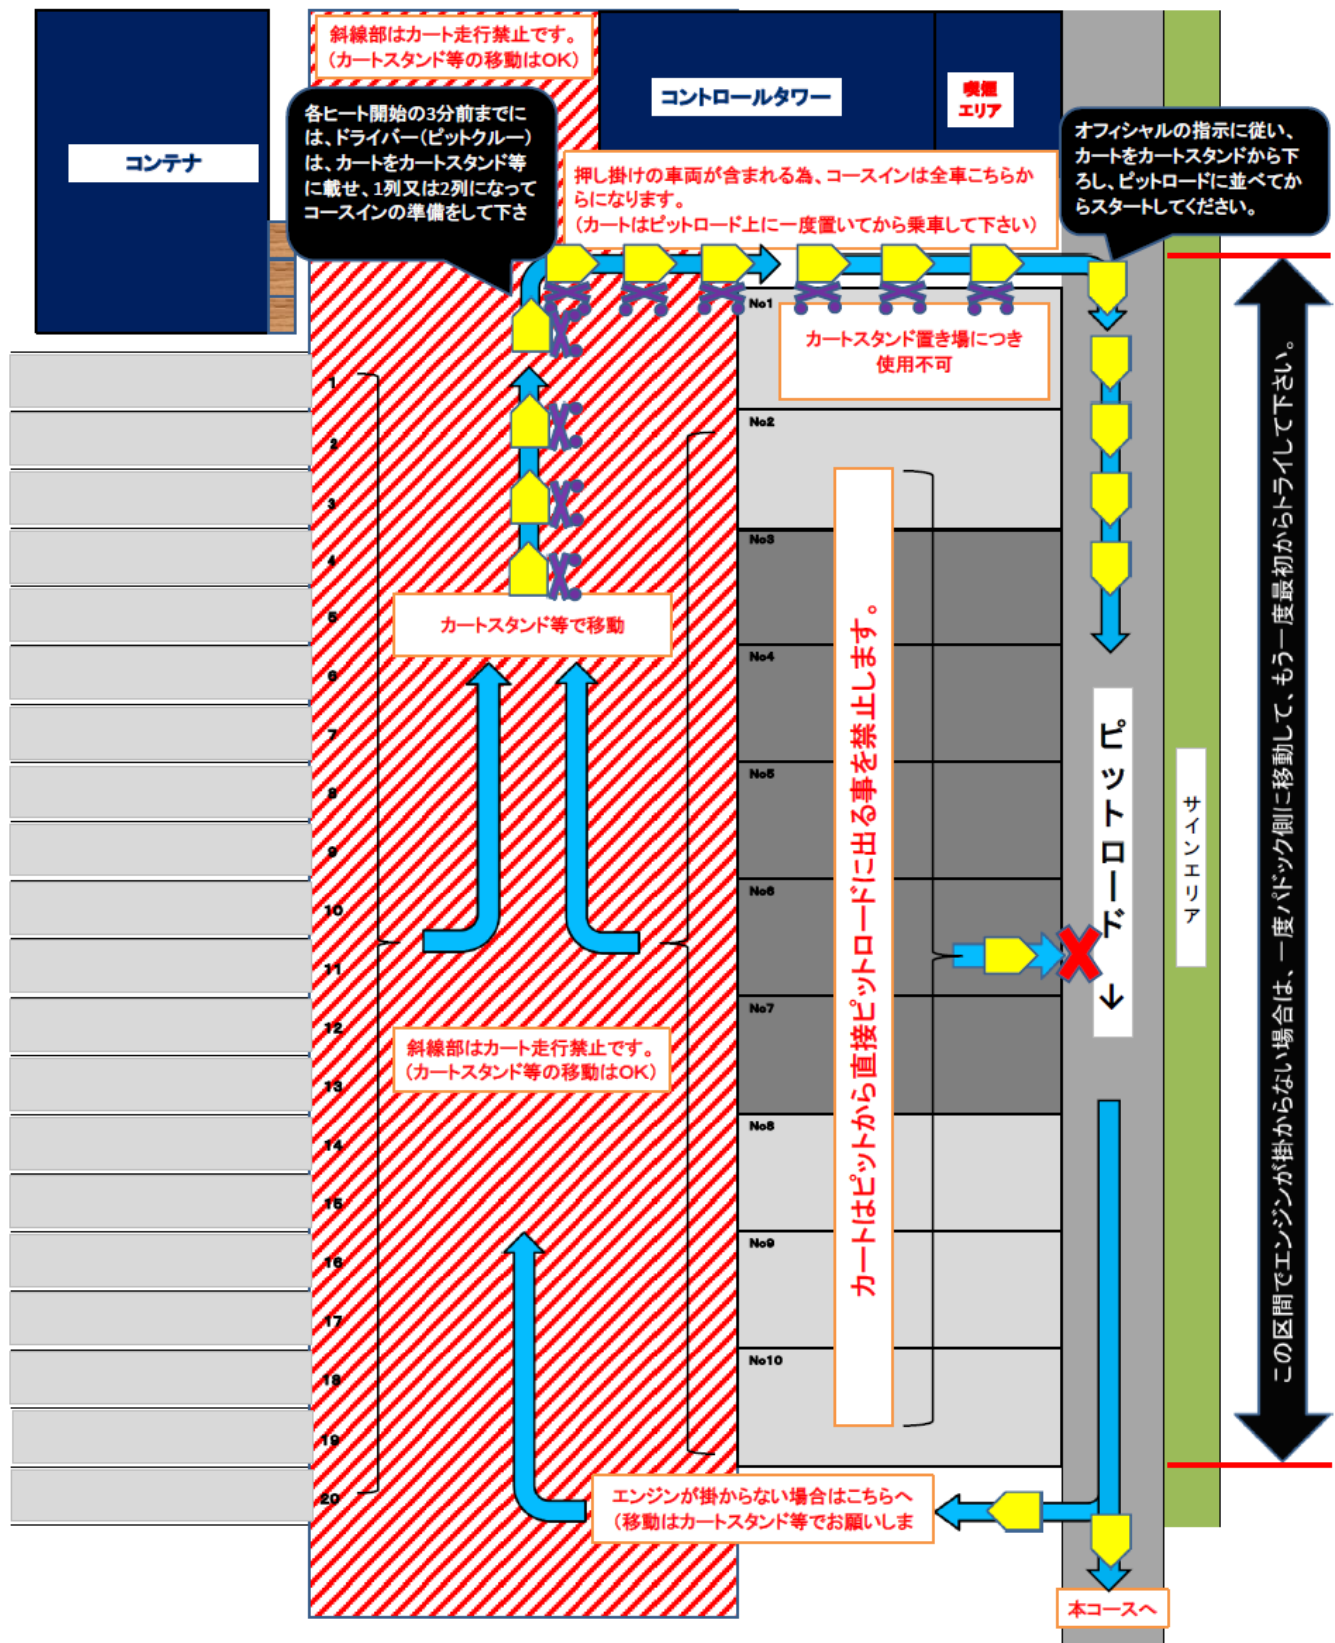 斜線部はカート走行禁止です。
（カートスタンド等の移動はOK）
コンテナ
コントロールタワー
喫煙
エリア
各ヒート開始の3分前までに
は、ドライバー（ピットクルー）
は、カートをカートスタンド等
に載せ、1列又は2列になって
コースインの準備をして下さ
押し掛けの車両が含まれる為、コースインは全車こちらか
らになります。
（カートはピットロード上に一度置いてから乗車して下さい）
オフィシャルの指示に従い、
カートをカートスタンドから下
ろし、ピットロードに並べてか
らスタートしてください。
No1
カートスタンド置き場につき
使用不可
No2
No3
No4
No5
No6
No7
No8
No9
No10
1
2
3
4
5
6
7
8
9
10
11
12
13
14
15
16
17
18
19
20
カートスタンド等で移動
斜線部はカート走行禁止です。
（カートスタンド等の移動はOK）
カートはピットから直接ピットロードに出る事を禁止します。
ピットロード ↓
サインエリア
この区間でエンジンが掛からない場合は、一度パドック側に移動して、もう一度最初からトライして下さい。
エンジンが掛からない場合はこちらへ
（移動はカートスタンド等でお願いしま
本コースへ